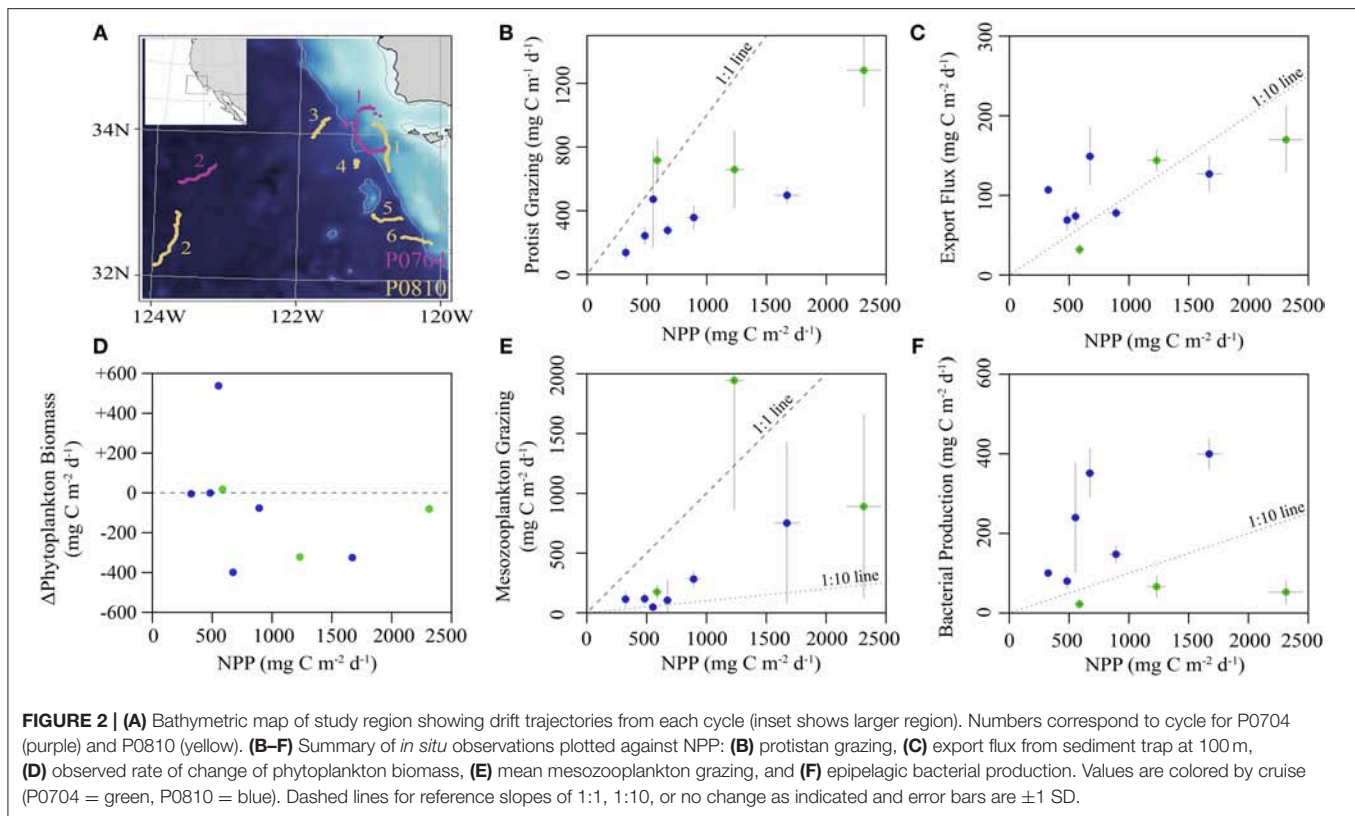 A
34N
32N
124W
122W
120W
1
2
3
4
1
4
2
5
6
P0704
P0810
B
Protist Grazing (mg C m⁻¹ d⁻¹)
0
400
800
1200
1:1 line
0
500
1000
1500
2000
2500
NPP (mg C m⁻² d⁻¹)
C
Export Flux (mg C m⁻² d⁻¹)
0
100
200
300
1:10 line
0
500
1000
1500
2000
2500
NPP (mg C m⁻² d⁻¹)
D
ΔPhytoplankton Biomass
(mg C m⁻² d⁻¹)
+600
+400
+200
0
-200
-400
-600
0
500
1000
1500
2000
2500
NPP (mg C m⁻² d⁻¹)
E
Mesozooplankton Grazing
(mg C m⁻² d⁻¹)
0
500
1000
1500
2000
1:1 line
1:10 line
0
500
1000
1500
2000
2500
NPP (mg C m⁻² d⁻¹)
F
Bacterial Production (mg C m⁻² d⁻¹)
0
200
400
600
1:10 line
0
500
1000
1500
2000
2500
NPP (mg C m⁻² d⁻¹)
FIGURE 2 | (A) Bathymetric map of study region showing drift trajectories from each cycle (inset shows larger region). Numbers correspond to cycle for P0704
(purple) and P0810 (yellow). (B–F) Summary of in situ observations plotted against NPP: (B) protistan grazing, (C) export flux from sediment trap at 100 m,
(D) observed rate of change of phytoplankton biomass, (E) mean mesozooplankton grazing, and (F) epipelagic bacterial production. Values are colored by cruise
(P0704 = green, P0810 = blue). Dashed lines for reference slopes of 1:1, 1:10, or no change as indicated and error bars are ±1 SD.